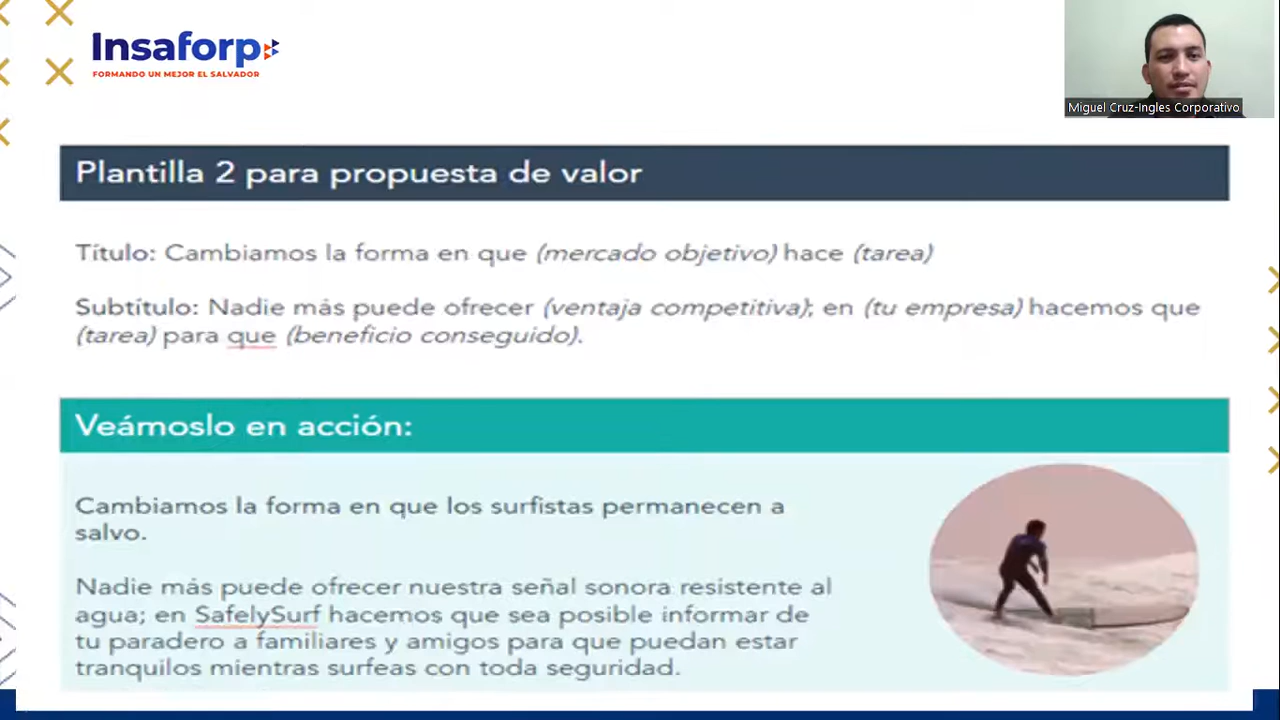 Insaforp
FORMANDO UN MEJOR EL SALVADOR
Miguel Cruz-Ingles Corporativo
Plantilla 2 para propuesta de valor
Título: Cambiamos la forma en que (mercado objetivo) hace (tarea)
Subtítulo: Nadie más puede ofrecer (ventaja competitiva); en (tu empresa) hacemos que
(tarea) para que (beneficio conseguido).
Veámoslo en acción:
Cambiamos la forma en que los surfistas permanecen a
salvo.
Nadie más puede ofrecer nuestra señal sonora resistente al
agua; en SafelySurf hacemos que sea posible informar de
tu paradero a familiares y amigos para que puedan estar
tranquilos mientras surfeas con toda seguridad.